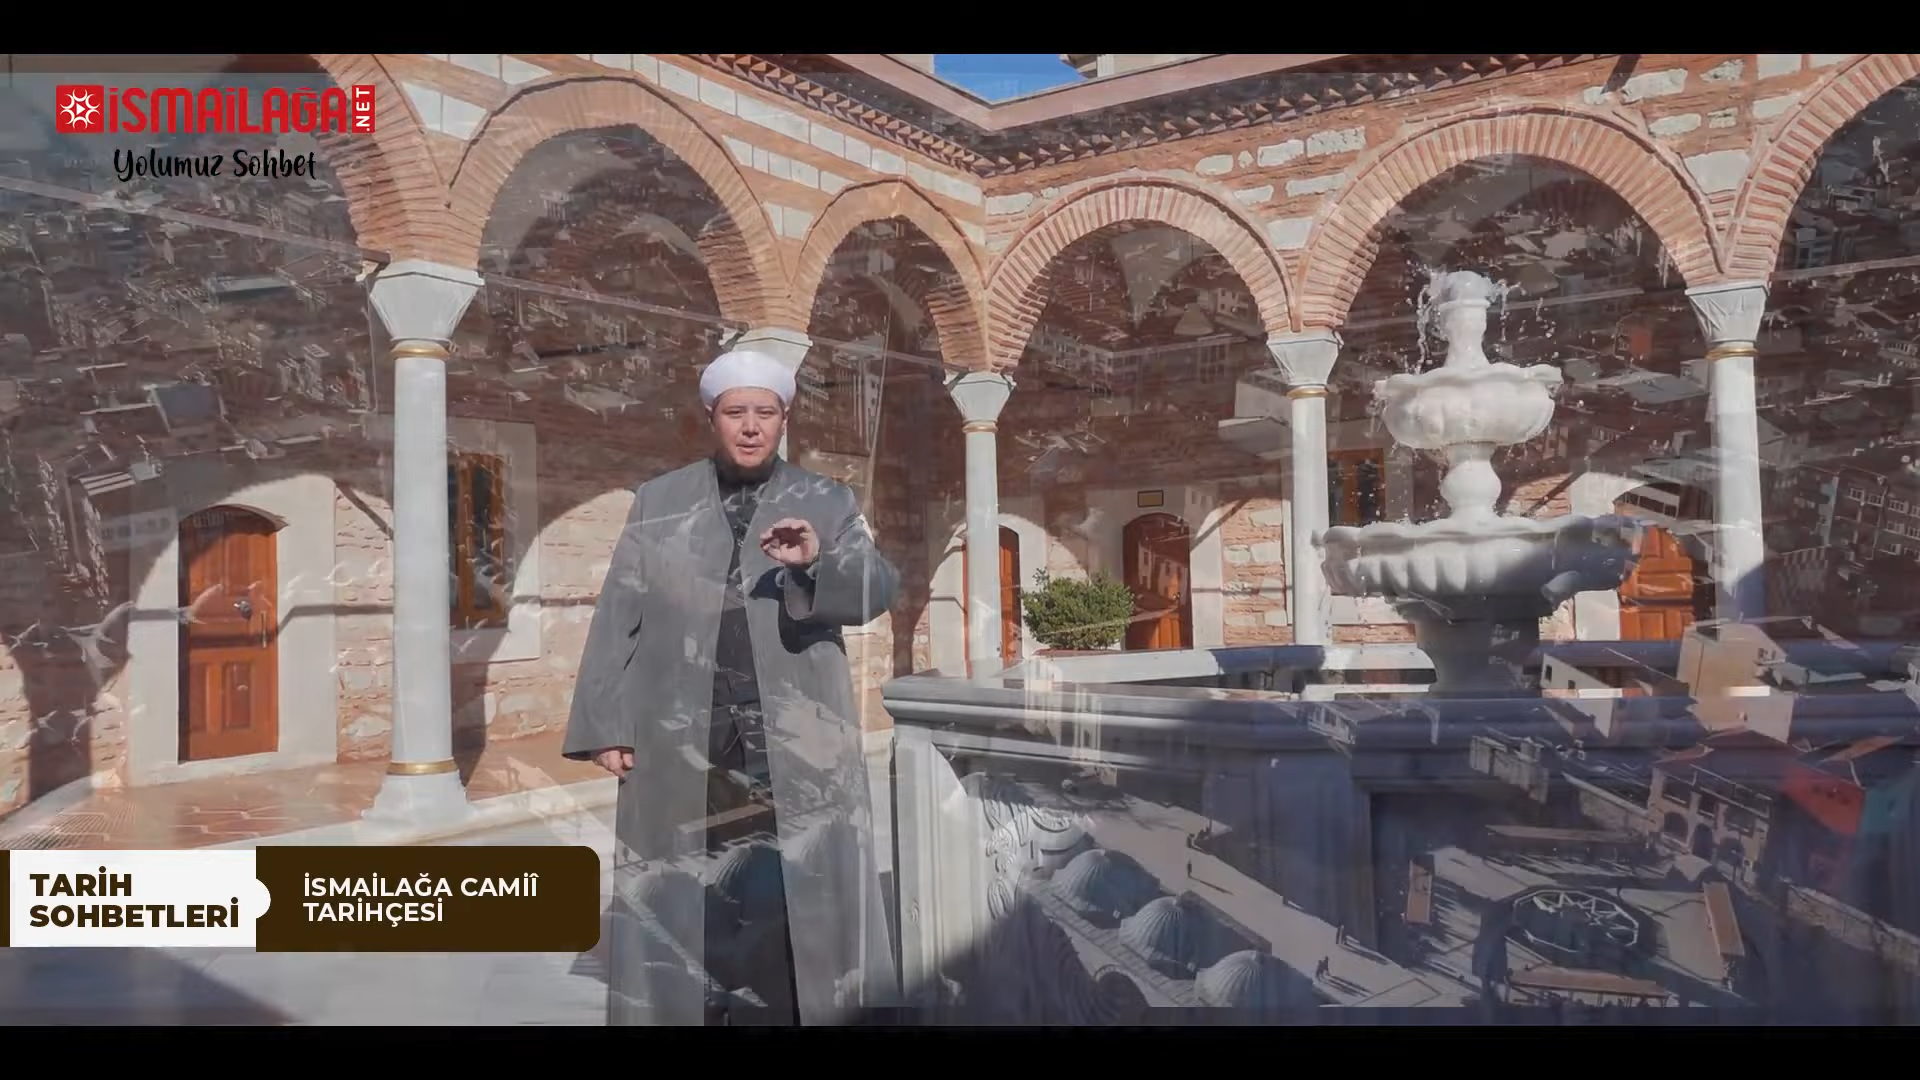 İSMAİLAĞA.NET
Yolumuz Sohbet
TARİH
SOHBETLERİ
İSMAİLAĞA CAMİÎ
TARİHÇESİ